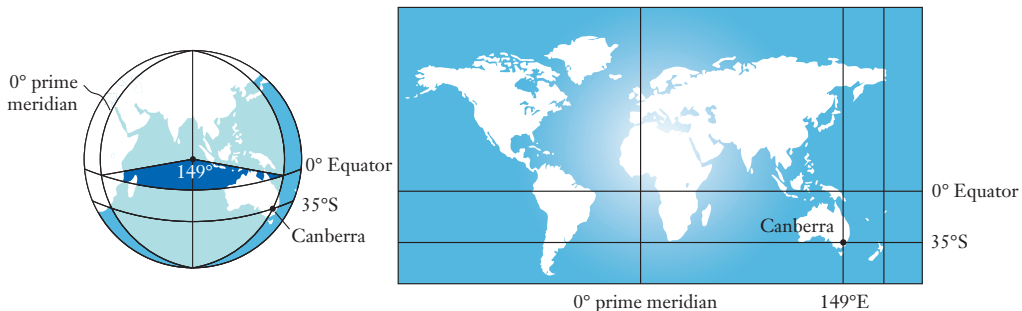 0° prime
meridian
149°
0° Equator
35°S
Canberra
Canberra
0° Equator
35°S
0° prime meridian
149°E